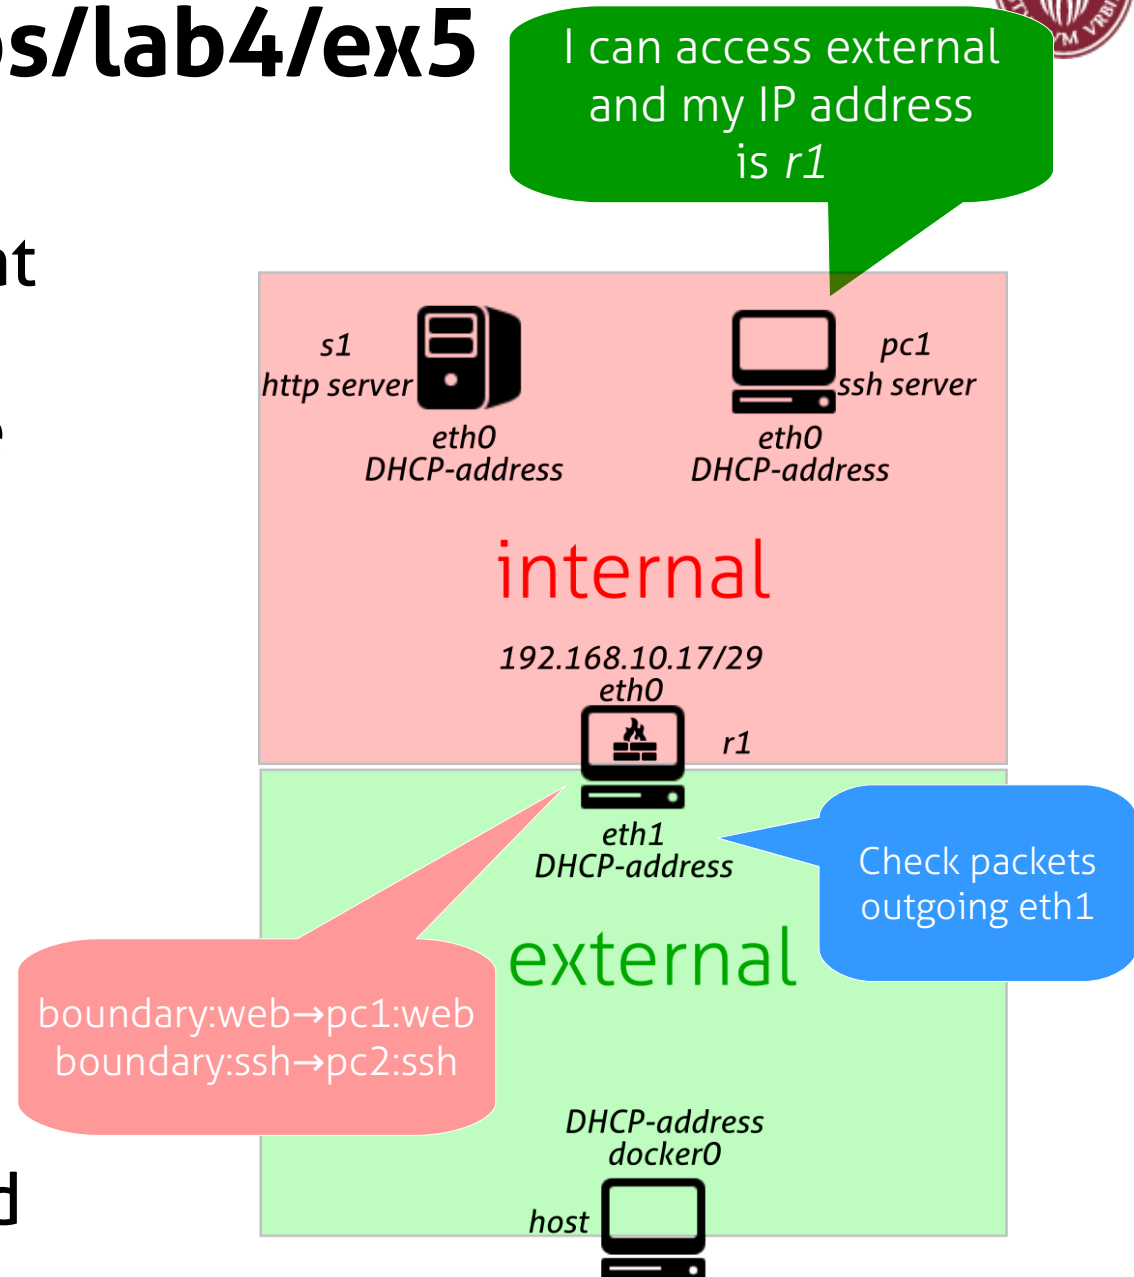 os/lab4/ex5
I can access external
and my IP address
is r1
nt
s1
http server
pc1
ssh server
e
eth0
DHCP-address
eth0
DHCP-address
internal
192.168.10.17/29
eth0
r1
eth1
DHCP-address
Check packets
outgoing eth1
external
boundary:web→pc1:web
boundary:ssh→pc2:ssh
DHCP-address
docker0
d
host